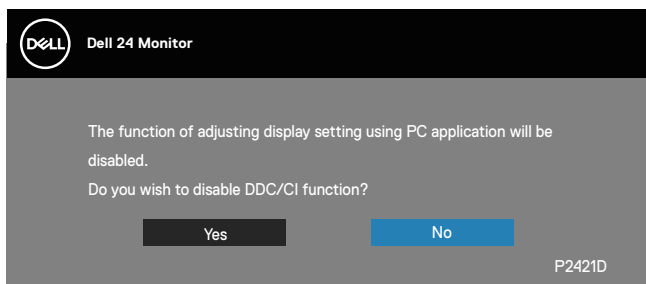 DELL
Dell 24 Monitor
The function of adjusting display setting using PC application will be
disabled.
Do you wish to disable DDC/CI function?
Yes
No
P2421D